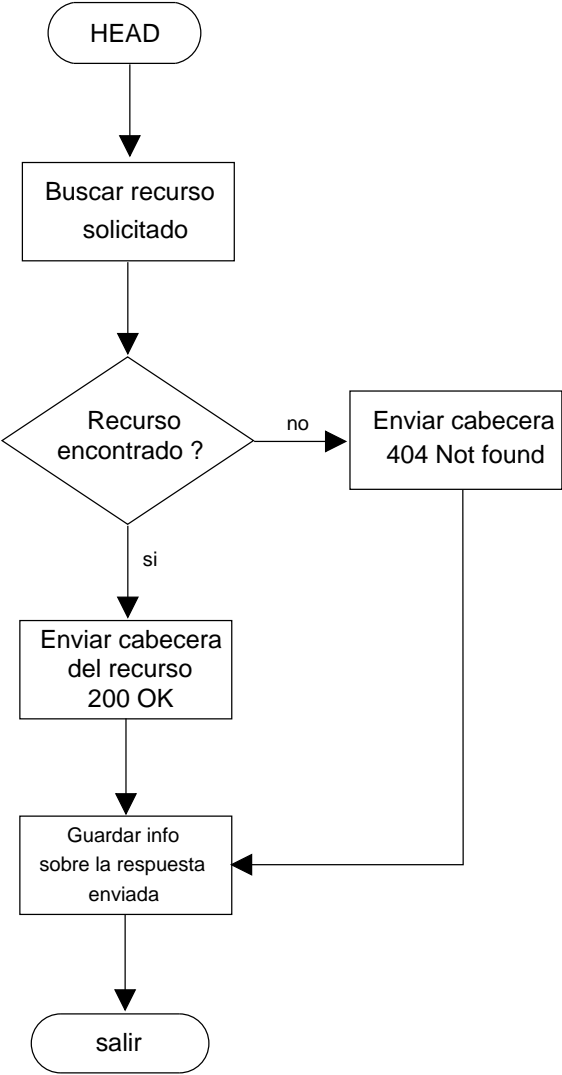 HEAD
Buscar recurso
solicitado
Recurso
encontrado ?
no
Enviar cabecera
404 Not found
si
Enviar cabecera
del recurso
200 OK
Guardar info
sobre la respuesta
enviada
salir